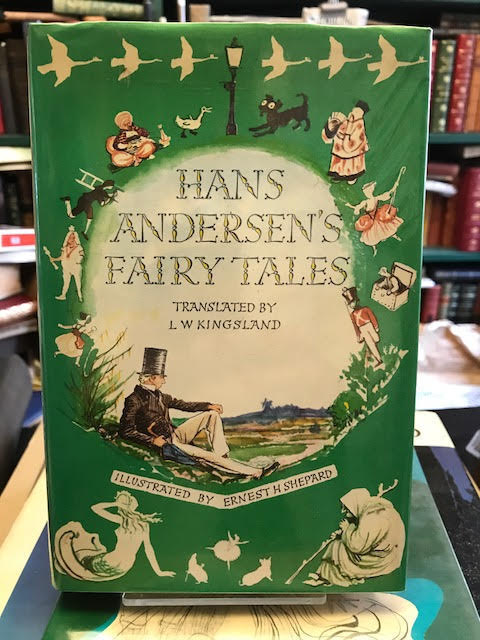 HANS
ANDERSEN'S
FAIRY TALES
TRANSLATED BY
L W KINGSLAND
ILLUSTRATED BY ERNEST H SHEPARD